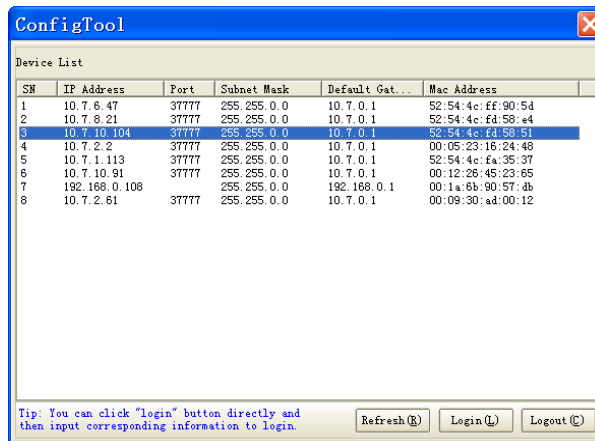 ConfigTool
Device List
SN IP Address Port Subnet Mask Default Gat... Mac Address
1 10.7.6.47 37777 255.255.0.0 10.7.0.1 52:54:4c:ff:90:5d
2 10.7.8.21 37777 255.255.0.0 10.7.0.1 52:54:4c:fd:58:e4
3 10.7.10.104 37777 255.255.0.0 10.7.0.1 52:54:4c:fd:58:51
4 10.7.2.2 37777 255.255.0.0 10.7.0.1 00:05:23:16:24:48
5 10.7.1.113 37777 255.255.0.0 10.7.0.1 52:54:4c:fa:35:37
6 10.7.10.91 37777 255.255.0.0 10.7.0.1 00:12:26:45:23:65
7 192.168.0.108 255.255.0.0 192.168.0.1 00:1a:6b:90:57:db
8 10.7.2.61 37777 255.255.0.0 10.7.0.1 00:09:30:ad:00:12
Tip: You can click "login" button directly and
then input corresponding information to login.
Refresh(R) Login(L) Logout(C)